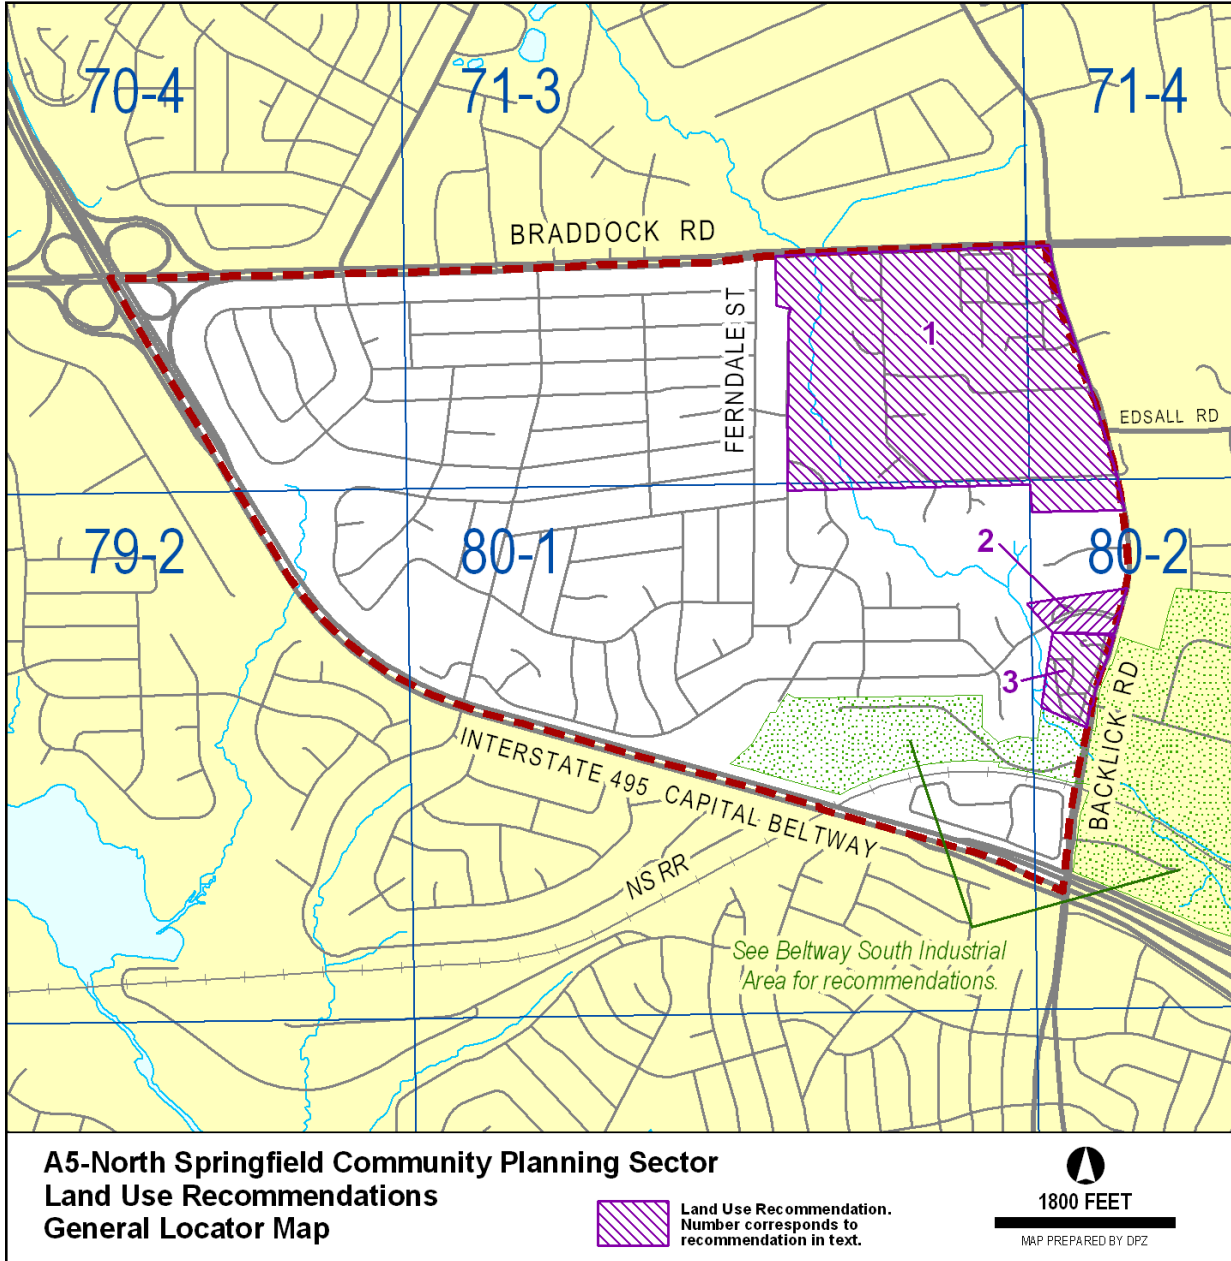 70-4
71-3
71-4
BRADDOCK RD
FERNDALE ST
1
EDSALL RD
79-2
80-1
2
80-2
3
BACKLICK RD
INTERSTATE 495 CAPITAL BELTWAY
NS RR
See Beltway South Industrial
Area for recommendations.
A5-North Springfield Community Planning Sector
Land Use Recommendations
General Locator Map
Land Use Recommendation.
Number corresponds to
recommendation in text.
1800 FEET
MAP PREPARED BY DPZ